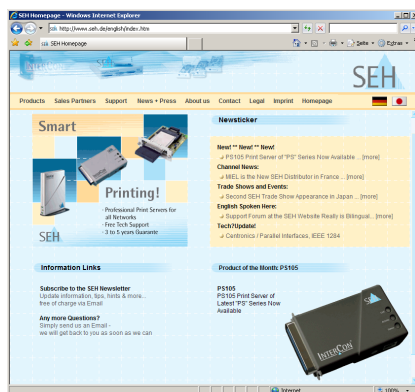 SEH Homepage - Windows Internet Explorer
http://www.seh.de/english/index.htm
SEH Homepage
Seite
Extras
SEH
Products Sales Partners Support News + Press About us Contact Legal Imprint Homepage
Smart
Printing!
- Professional Print Servers for
all Networks
- Free Tech Support
- 3 to 5 years Guarante
SEH
Newsticker
New! ** New! ** New!
PS105 Print Server of "PS" Series Now Available ... [more]
Channel News:
MIEL is the New SEH Distributor in France ... [more]
Trade Shows and Events:
Second SEH Trade Show Appearance in Japan ... [more]
English Spoken Here:
Support Forum at the SEH Website Really is Bilingual... [more]
Tech?Update!
Centronics / Parallel Interfaces, IEEE 1284
Information Links
Subscribe to the SEH Newsletter
Update information, tips, hints & more...
free of charge via Email
Any more Questions?
Simply send us an Email -
we will get back to you as soon as we can
Product of the Month: PS105
PS105
PS105 Print Server of
Latest "PS" Series Now
Available
INTERCON
Internet
100%